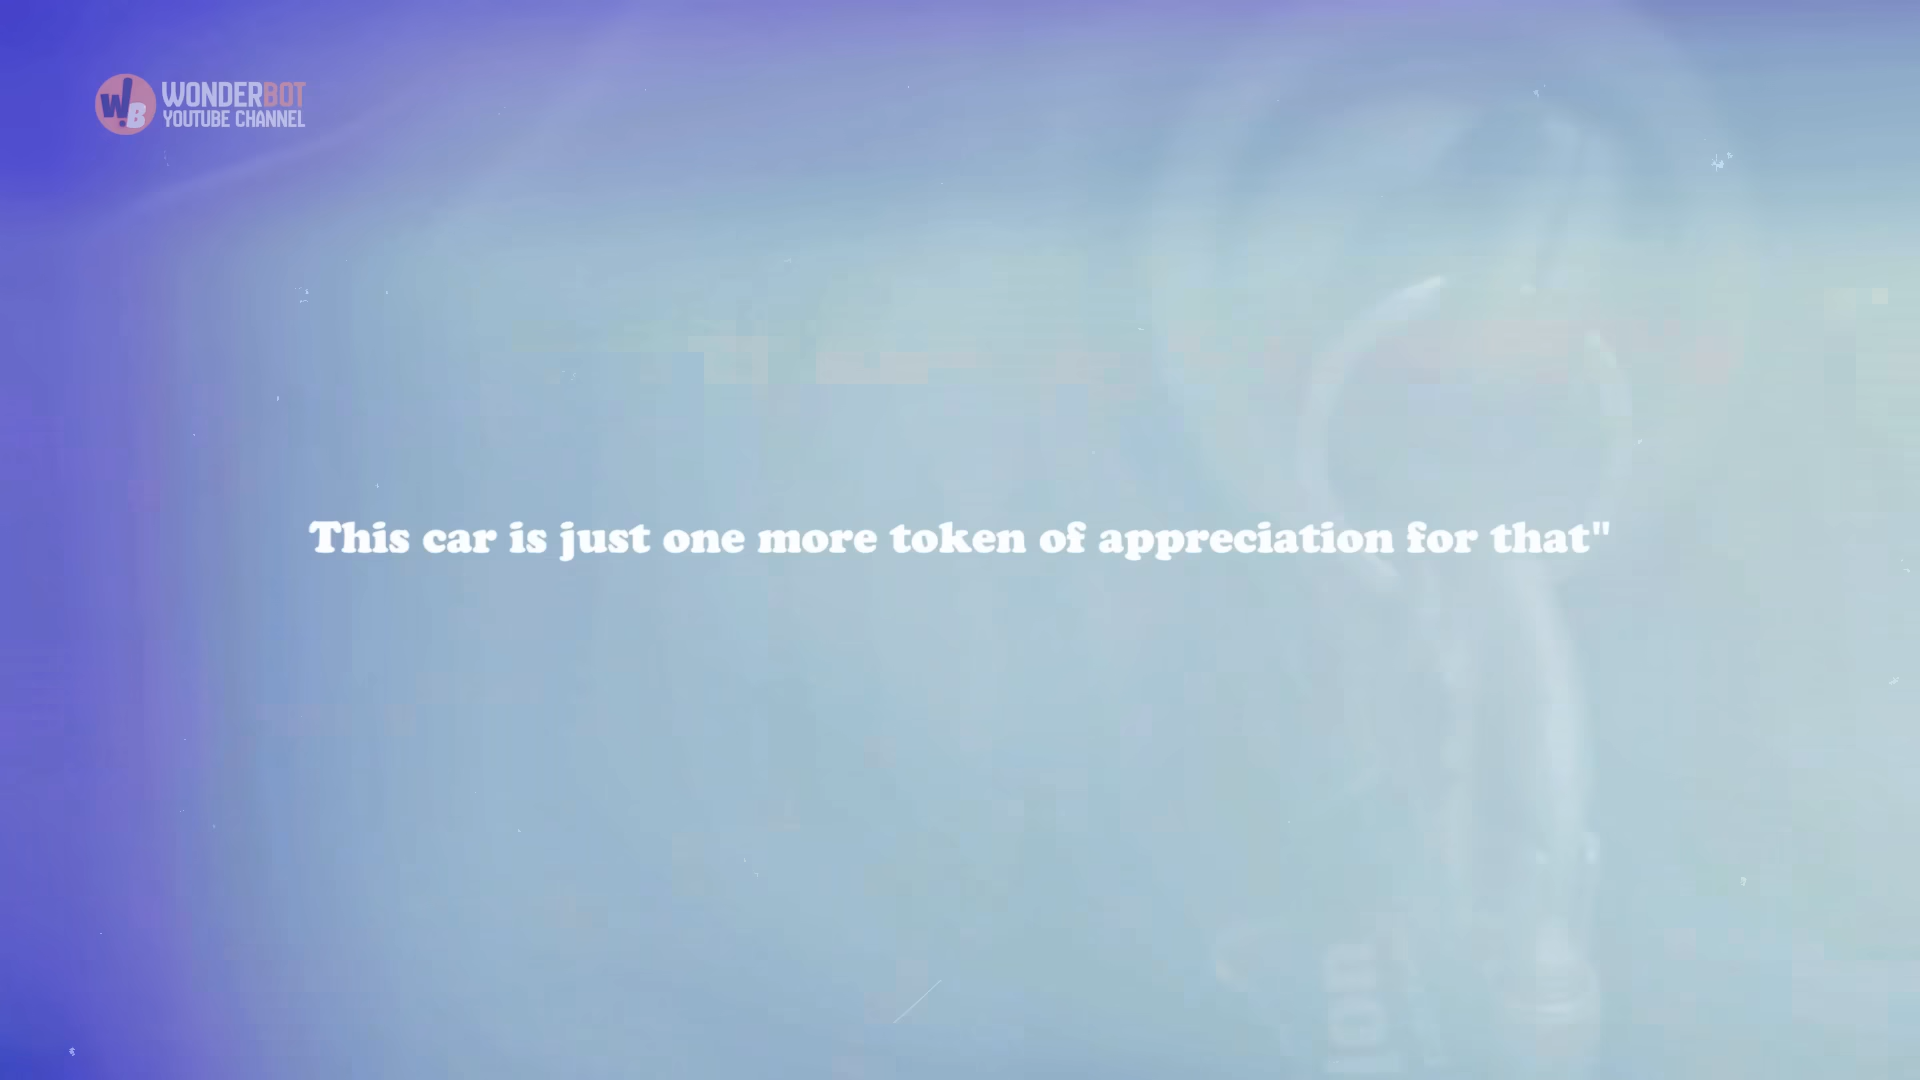 WONDERBOT
YOUTUBE CHANNEL
This car is just one more token of appreciation for that"